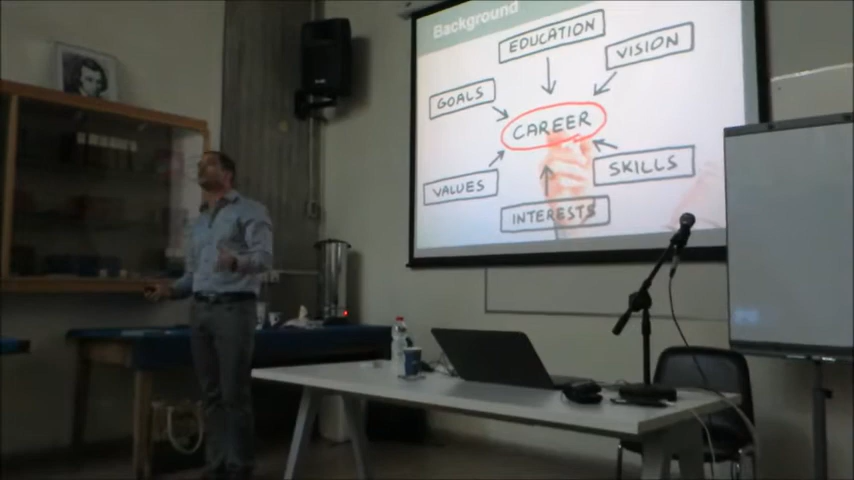 Background
EDUCATION
VISION
GOALS
CAREER
SKILLS
VALUES
INTERESTS